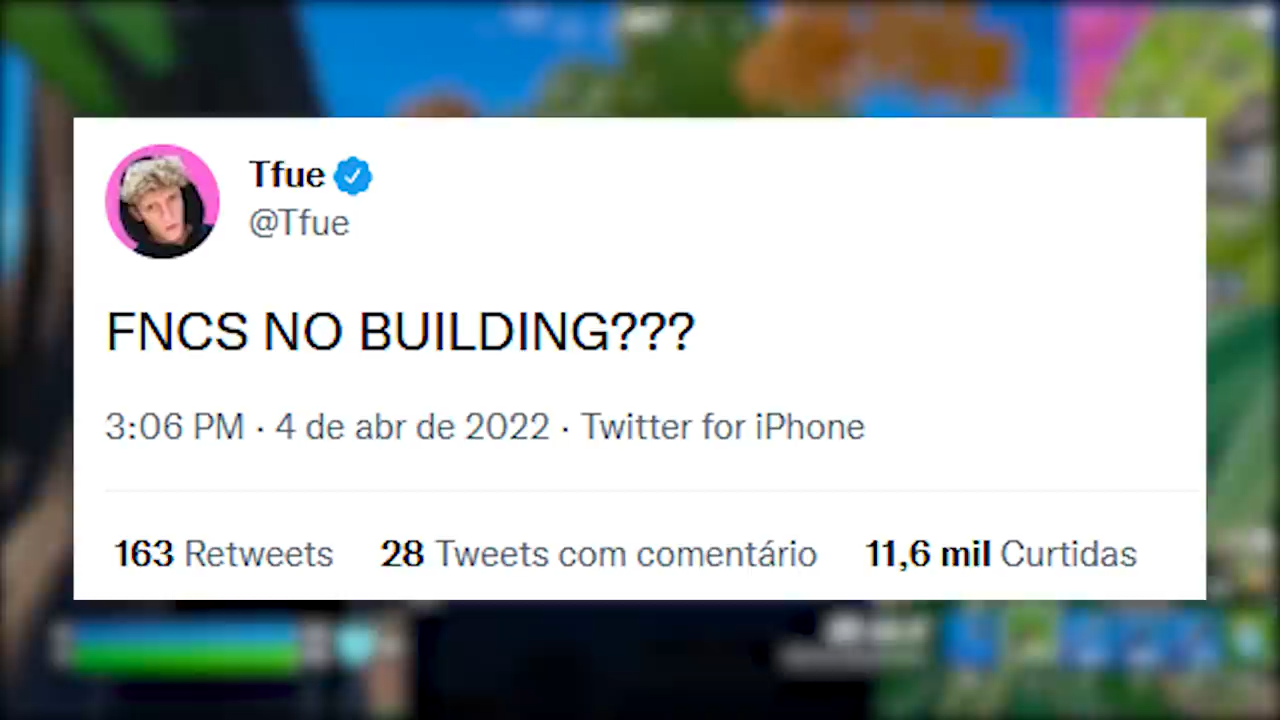 Tfue
@Tfue
FNCS NO BUILDING???
3:06 PM · 4 de abr de 2022 · Twitter for iPhone
163 Retweets 28 Tweets com comentário 11,6 mil Curtidas